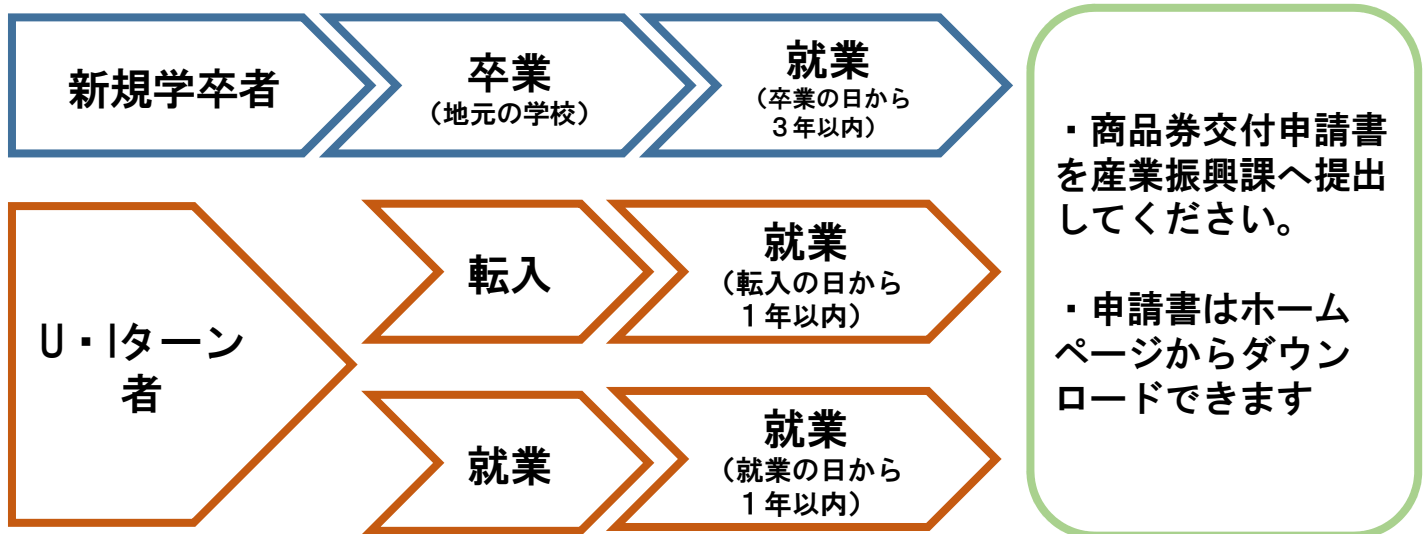 新規学卒者
卒業
（地元の学校）
就業
（卒業の日から
３年以内）
U・Iターン
者
転入
就業
（転入の日から
１年以内）
就業
就業
（就業の日から
１年以内）
・商品券交付申請書
を産業振興課へ提出
してください。
・申請書はホーム
ページからダウン
ロードできます